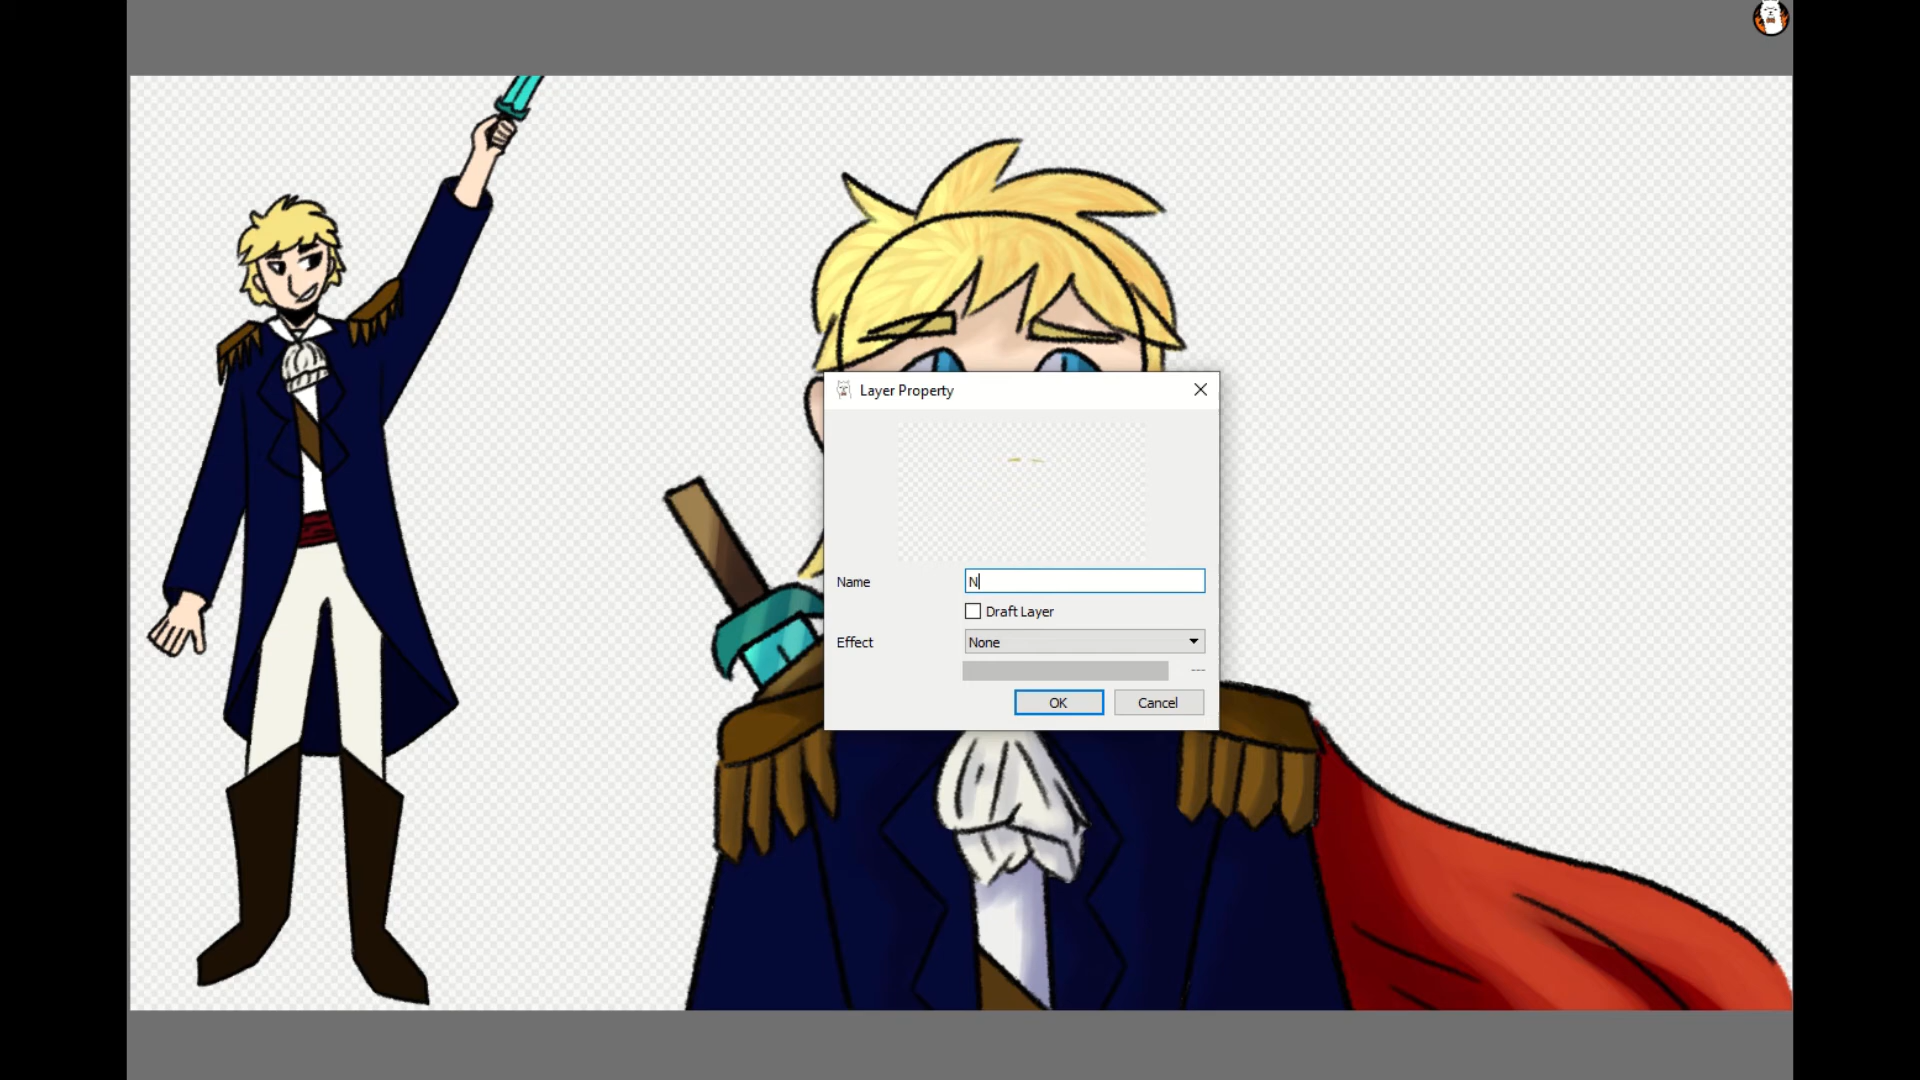 Layer Property
Name
N
Draft Layer
Effect
None
---
OK
Cancel